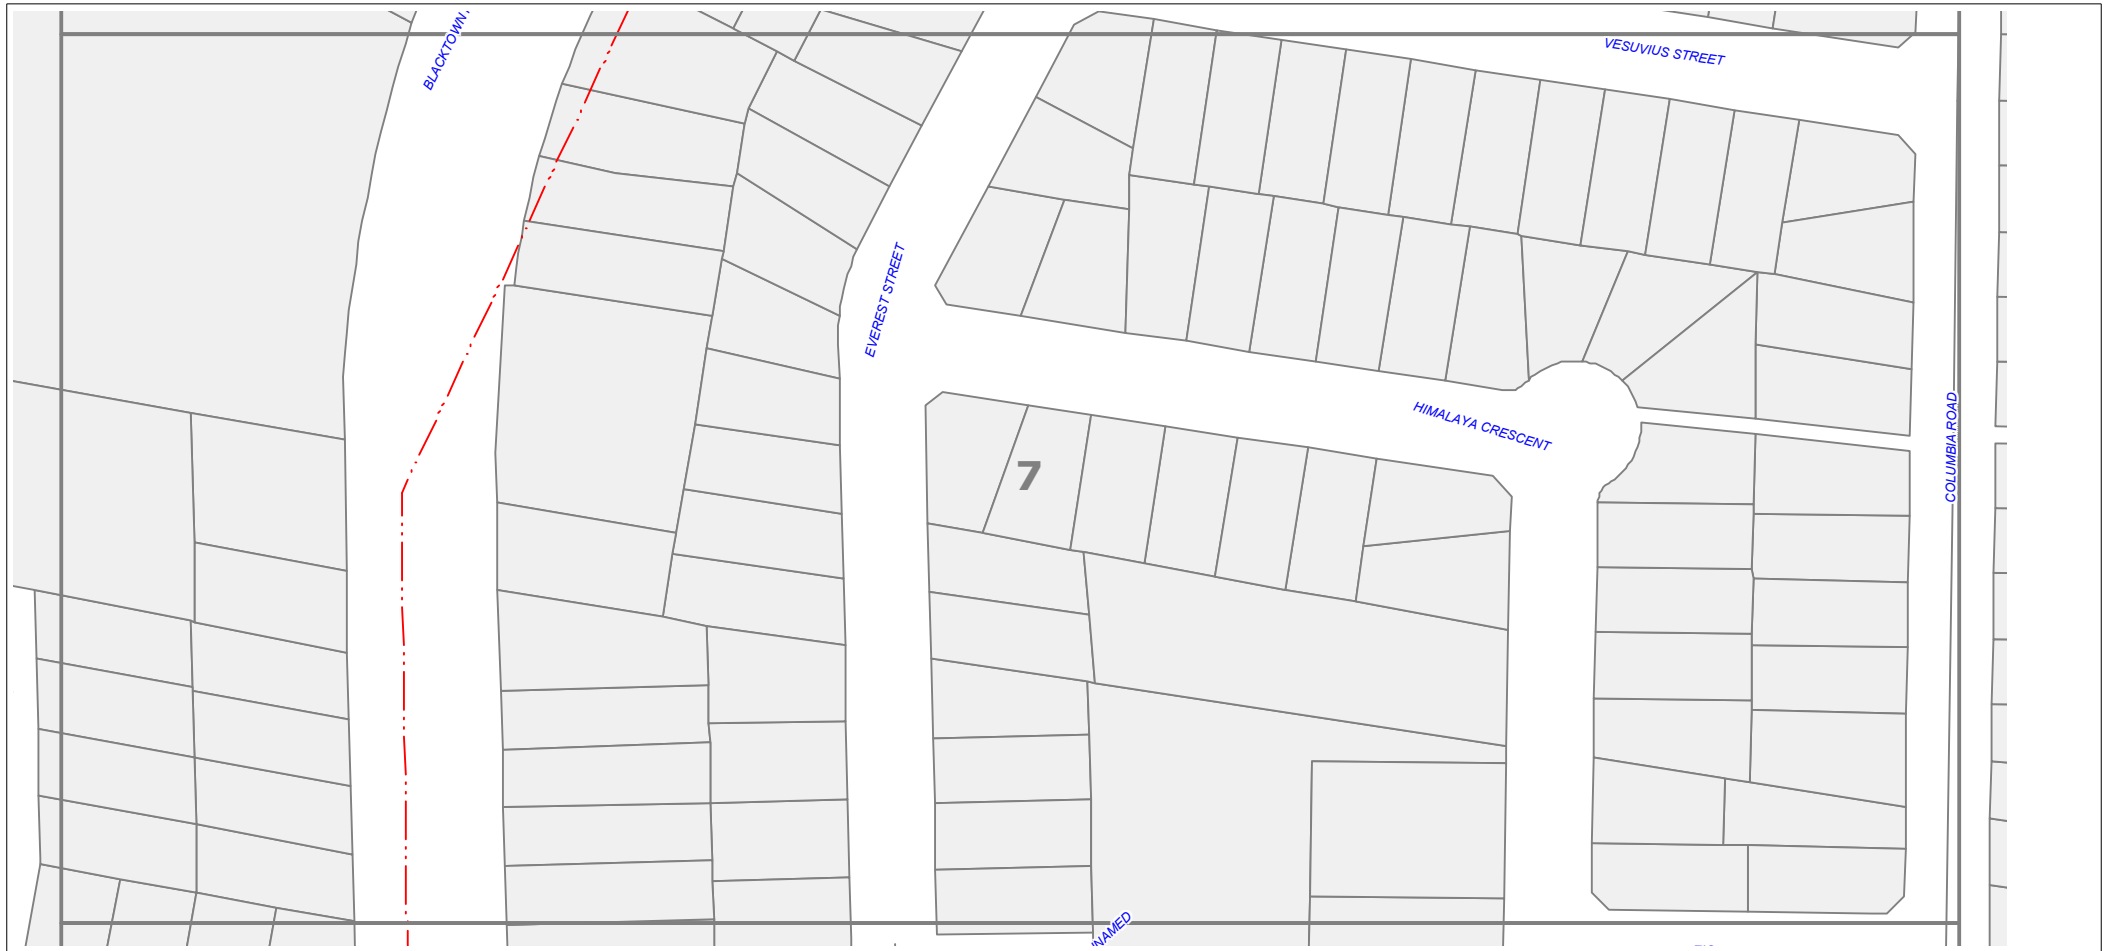 BLACKTOWN
VESUVIUS STREET
EVEREST STREET
HIMALAYA CRESCENT
COLUMBIA ROAD
7